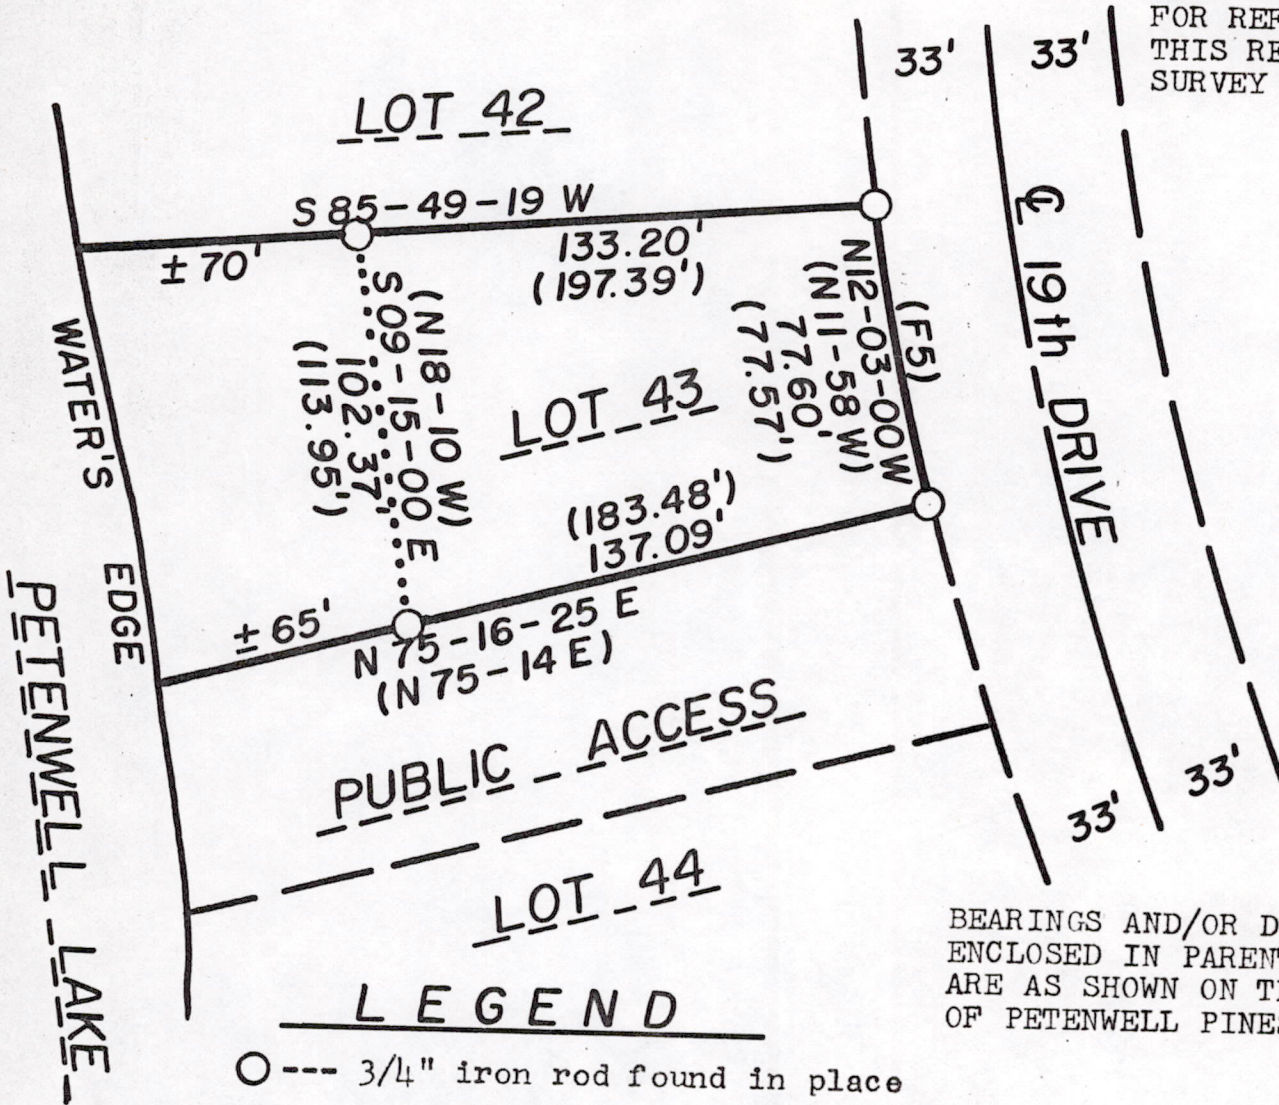 FOR REF
THIS RE
SURVEY
33'
33'
LOT 42
S 85-49-19 W
133.20'
(197.39')
± 70'
℄ 19th DRIVE
WATER'S EDGE
(N 18-10 W)
S 09-15-00 E
102.37'
(113.95')
LOT 43
(F5)
N12-03-00W
(N 11-58 W)
77.60'
(77.57')
(183.48')
137.09'
± 65'
N 75-16-25 E
(N 75-14 E)
PETENWELL LAKE
PUBLIC ACCESS
33'
33'
LOT 44
BEARINGS AND/OR D
ENCLOSED IN PARENT
ARE AS SHOWN ON T
OF PETENWELL PINES
LEGEND
O --- 3/4" iron rod found in place